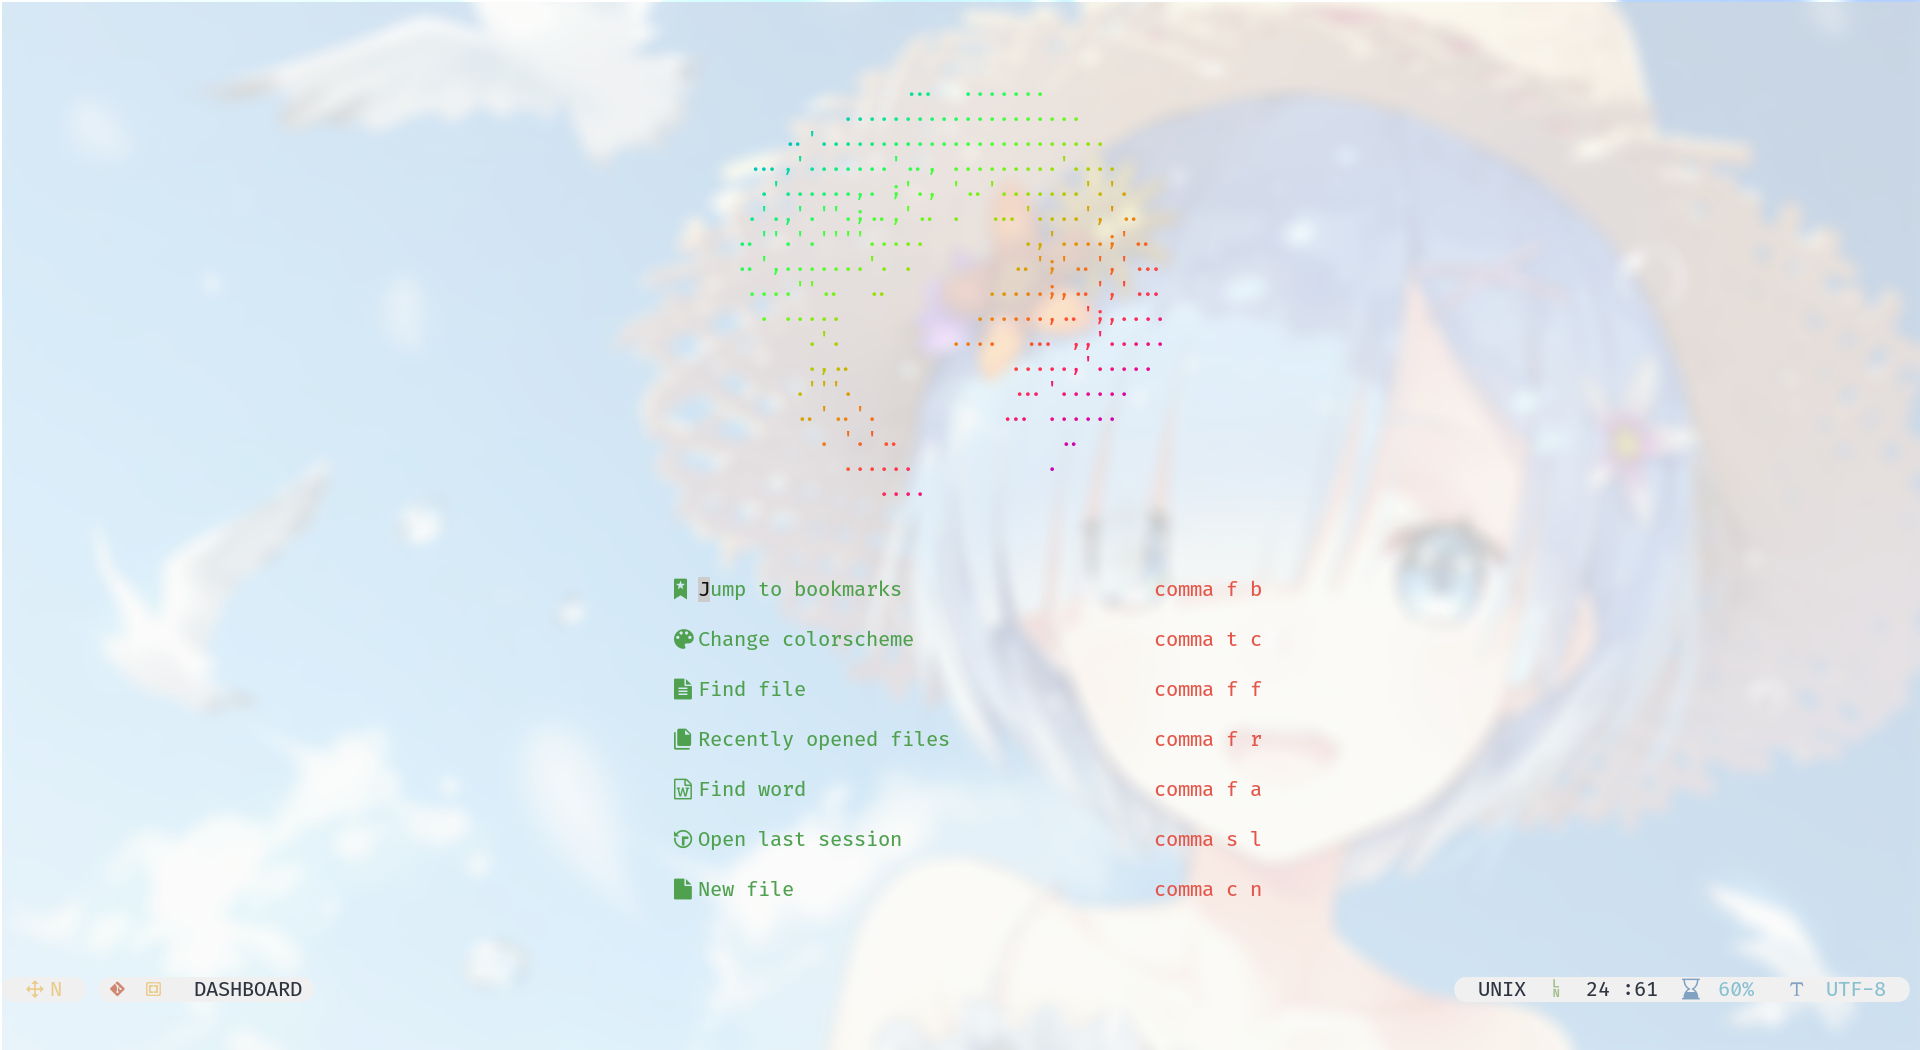 Jump to bookmarks comma f b
Change colorscheme comma t c
Find file comma f f
Recently opened files comma f r
Find word comma f a
Open last session comma s l
New file comma c n
N DASHBOARD UNIX LN 24 :61 60% T UTF-8